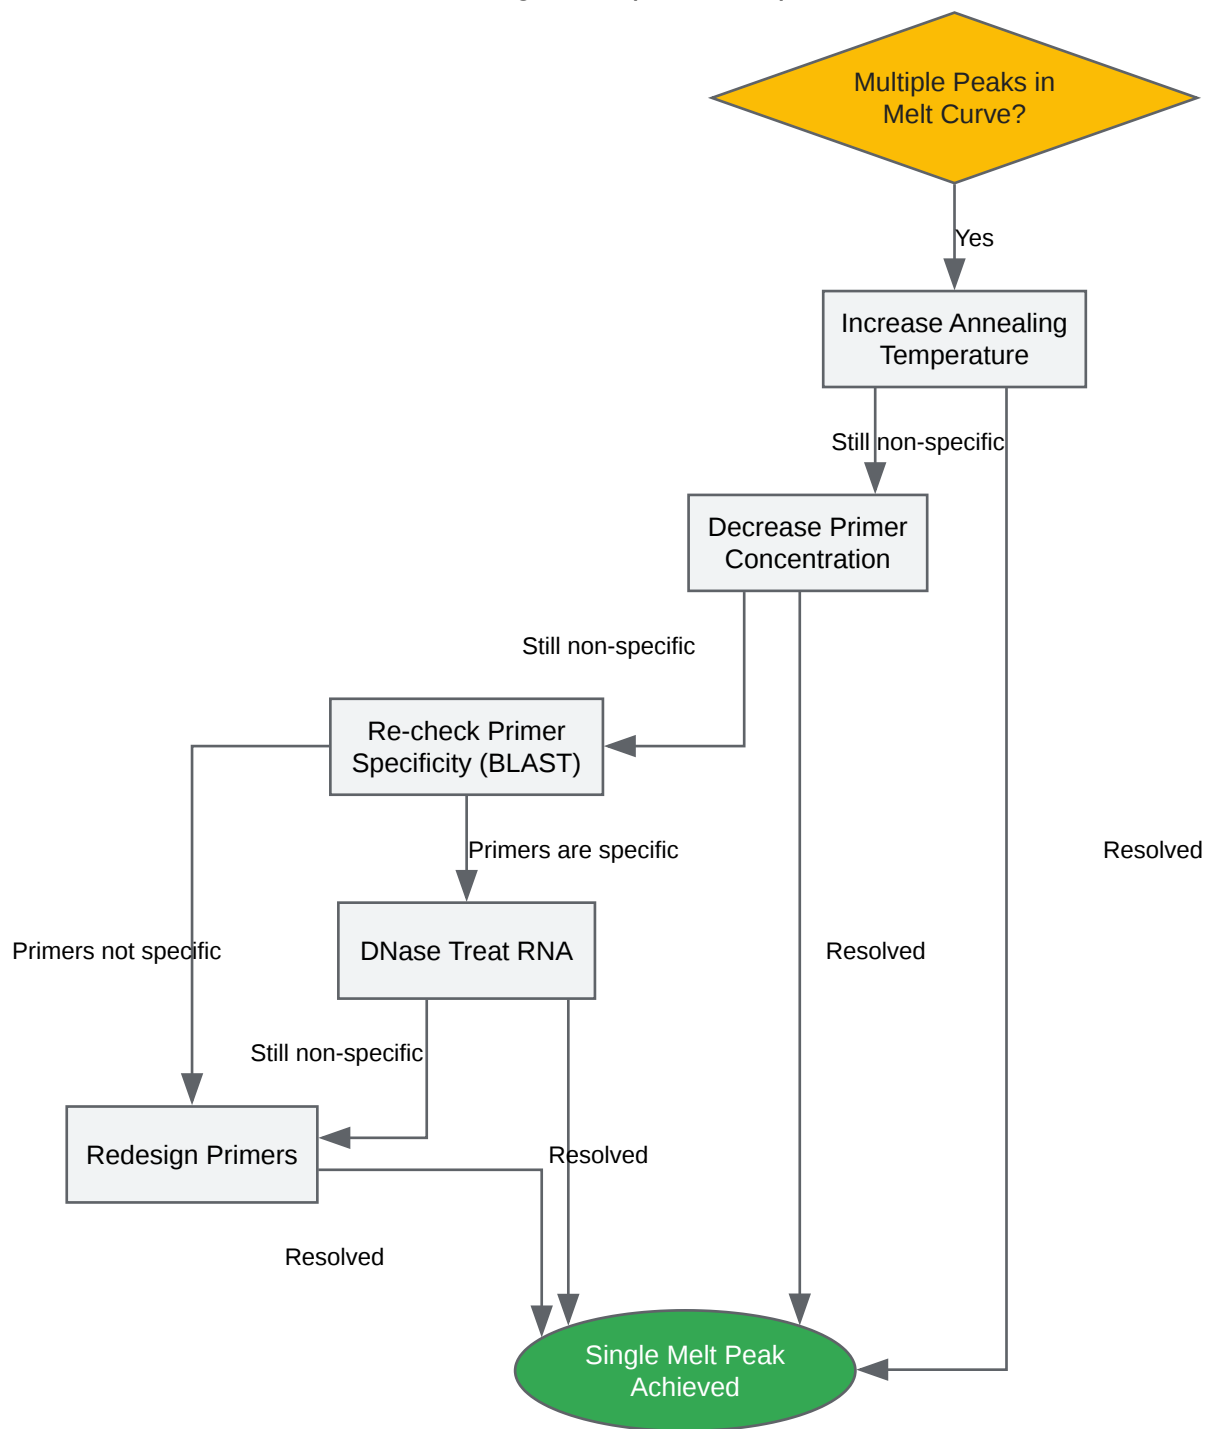 Multiple Peaks in
Melt Curve?
Yes
Increase Annealing
Temperature
Still non-specific
Decrease Primer
Concentration
Still non-specific
Re-check Primer
Specificity (BLAST)
Primers are specific
Resolved
DNase Treat RNA
Primers not specific
Resolved
Still non-specific
Redesign Primers
Resolved
Resolved
Single Melt Peak
Achieved